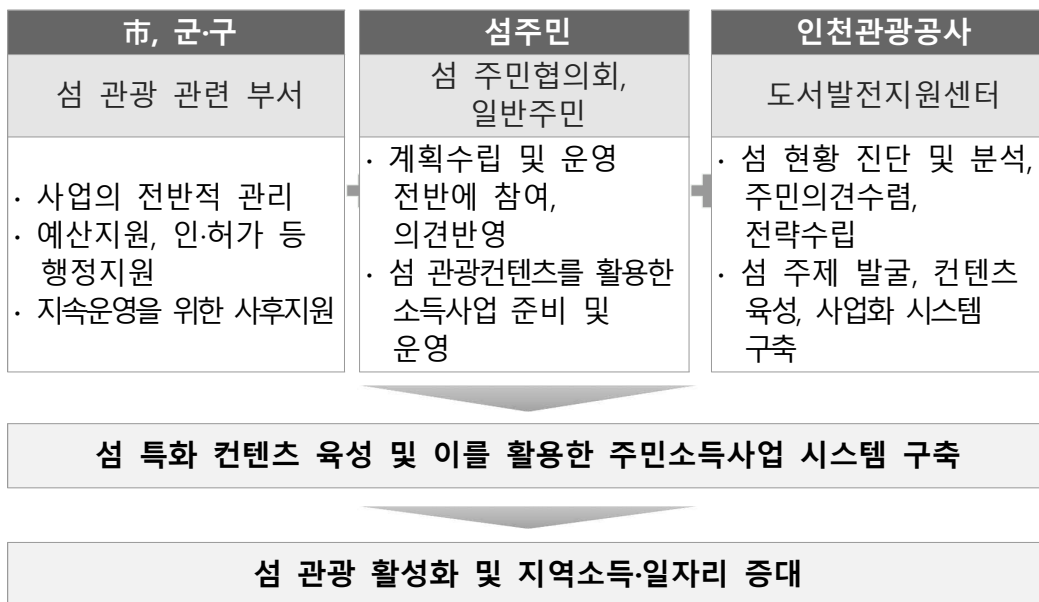 市, 군·구
섬 관광 관련 부서
· 사업의 전반적 관리
· 예산지원, 인·허가 등
행정지원
· 지속운영을 위한 사후지원
섬주민
섬 주민협의회,
일반주민
· 계획수립 및 운영
전반에 참여,
의견반영
· 섬 관광컨텐츠를 활용한
소득사업 준비 및
운영
인천관광공사
도서발전지원센터
· 섬 현황 진단 및 분석,
주민의견수렴,
전략수립
· 섬 주제 발굴, 컨텐츠
육성, 사업화 시스템
구축
섬 특화 컨텐츠 육성 및 이를 활용한 주민소득사업 시스템 구축
섬 관광 활성화 및 지역소득·일자리 증대